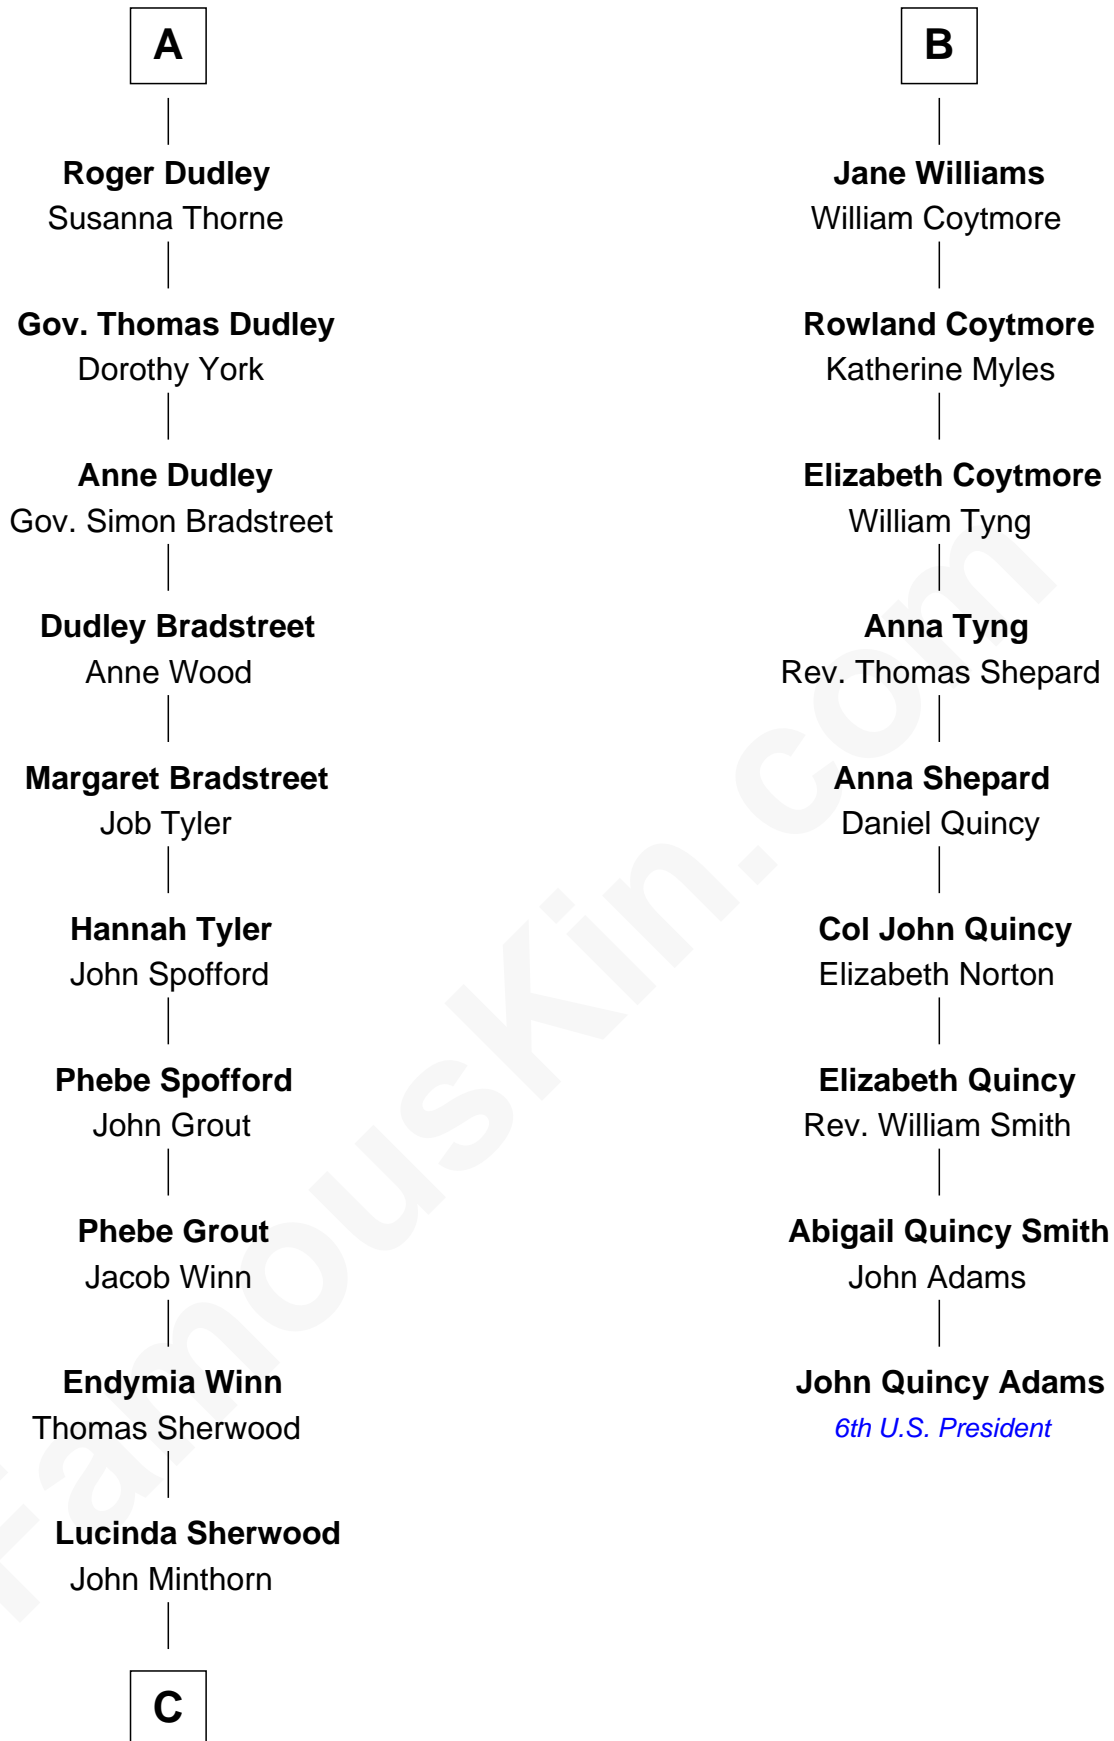 A
Roger Dudley
Susanna Thorne
Gov. Thomas Dudley
Dorothy York
Anne Dudley
Gov. Simon Bradstreet
Dudley Bradstreet
Anne Wood
Margaret Bradstreet
Job Tyler
Hannah Tyler
John Spofford
Phebe Spofford
John Grout
Phebe Grout
Jacob Winn
Endymia Winn
Thomas Sherwood
Lucinda Sherwood
John Minthorn
C
B
Jane Williams
William Coytmore
Rowland Coytmore
Katherine Myles
Elizabeth Coytmore
William Tyng
Anna Tyng
Rev. Thomas Shepard
Anna Shepard
Daniel Quincy
Col John Quincy
Elizabeth Norton
Elizabeth Quincy
Rev. William Smith
Abigail Quincy Smith
John Adams
John Quincy Adams
6th U.S. President
FamousKin.com